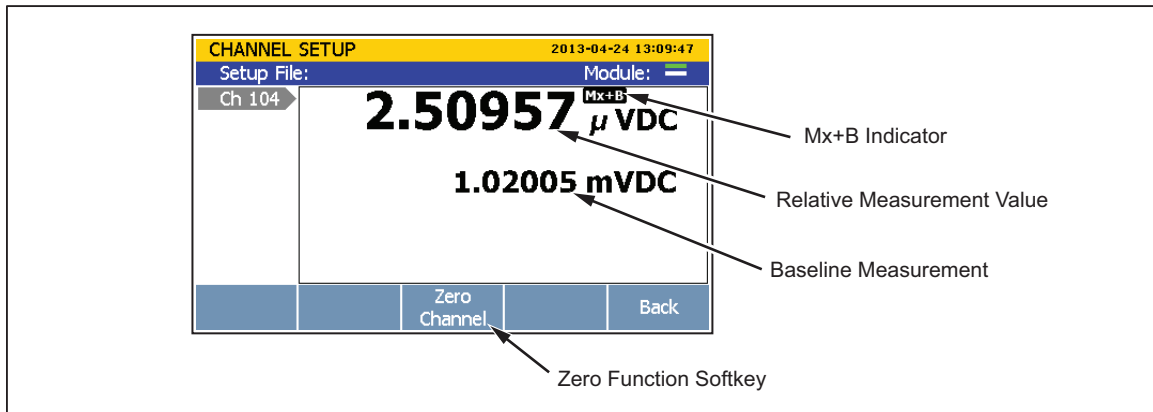 CHANNEL SETUP 2013-04-24 13:09:47
Setup File: Module:
Ch 104
2.50957 Mx+B µ VDC
Mx+B Indicator
1.02005 mVDC
Relative Measurement Value
Baseline Measurement
Zero
Channel
Back
Zero Function Softkey